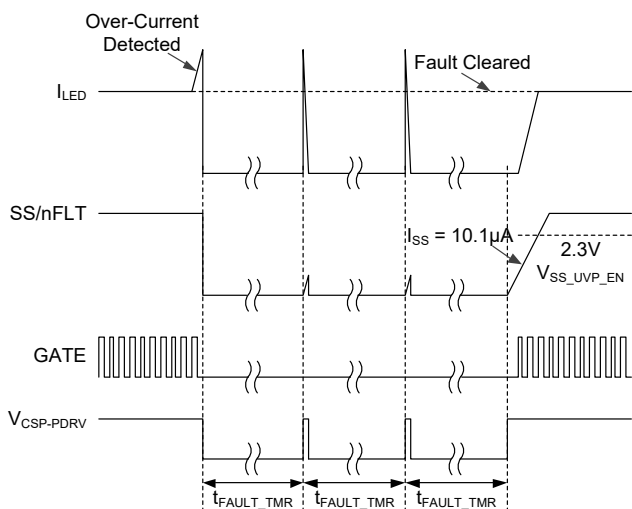 Over-Current
Detected
Fault Cleared
I_LED
SS/nFLT
I_SS = 10.1μA
2.3V
V_SS_UVP_EN
GATE
V_CSP-PDRV
t_FAULT_TMR t_FAULT_TMR t_FAULT_TMR